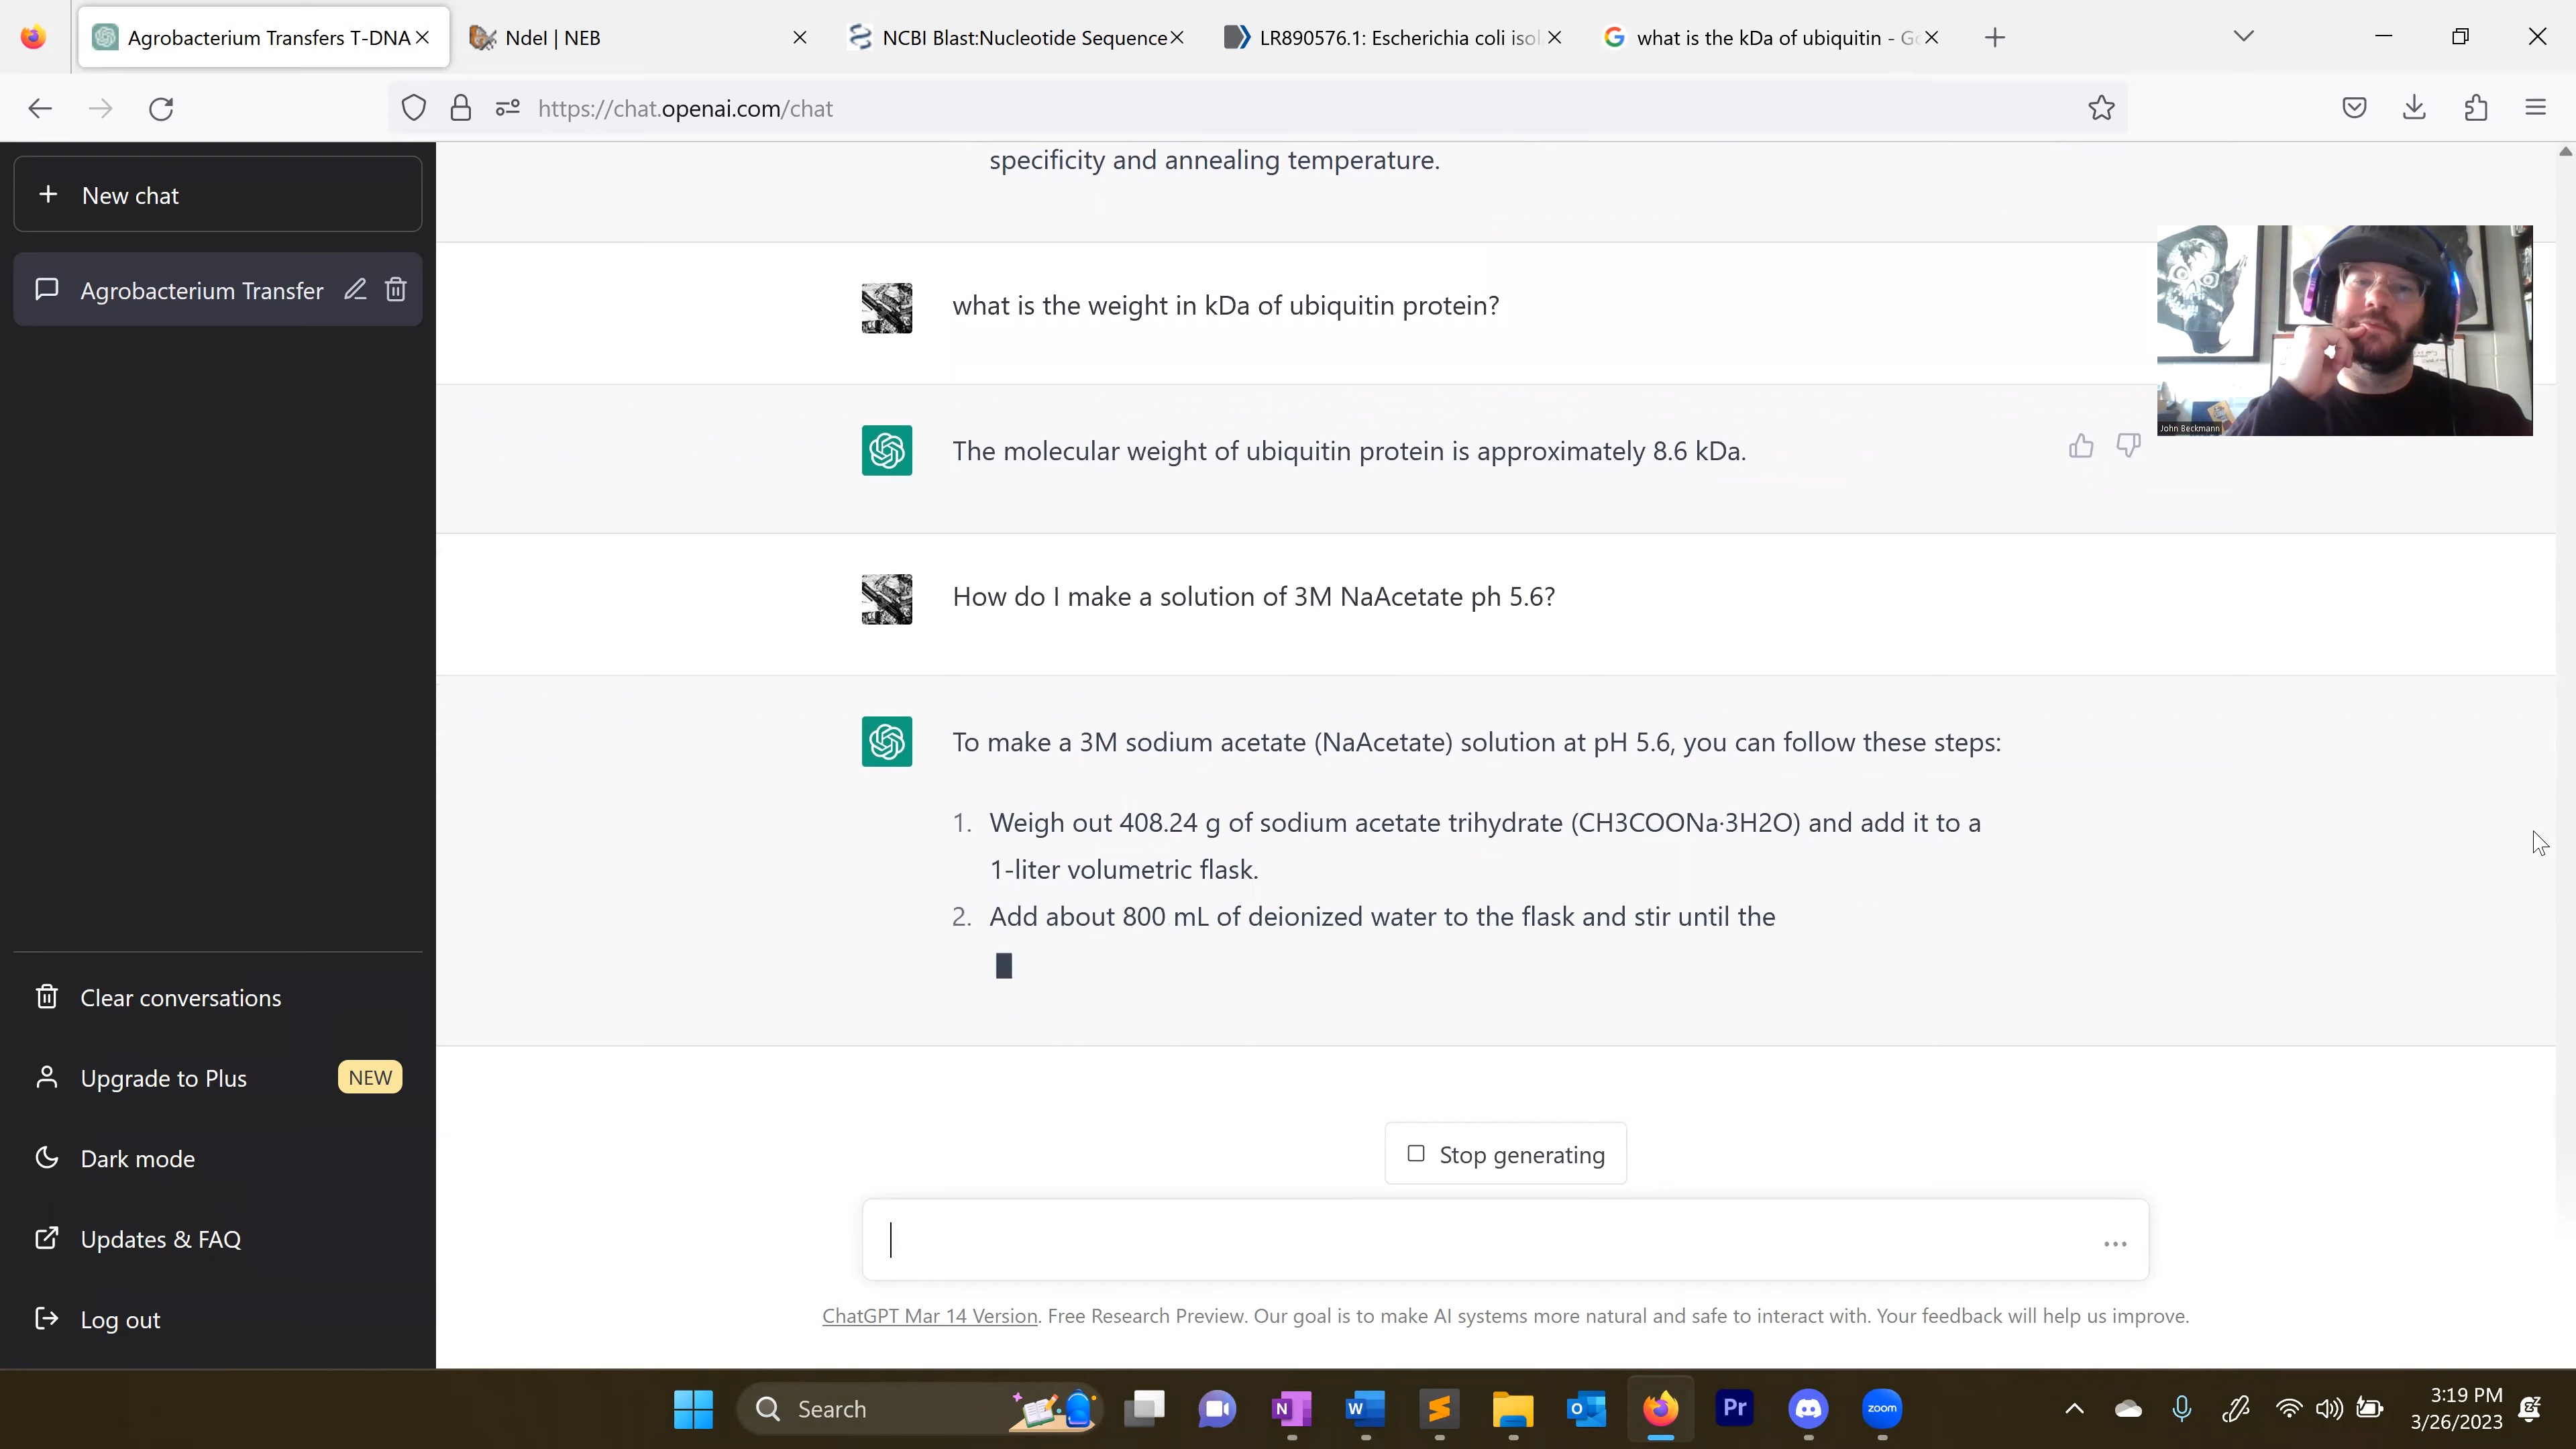 Agrobacterium Transfers T-DNA
NdeI | NEB
NCBI Blast:Nucleotide Sequence
LR890576.1: Escherichia coli isol
what is the kDa of ubiquitin - Go
https://chat.openai.com/chat
New chat
Agrobacterium Transfer
Clear conversations
Upgrade to Plus
NEW
Dark mode
Updates & FAQ
Log out
specificity and annealing temperature.
what is the weight in kDa of ubiquitin protein?
The molecular weight of ubiquitin protein is approximately 8.6 kDa.
How do I make a solution of 3M NaAcetate ph 5.6?
To make a 3M sodium acetate (NaAcetate) solution at pH 5.6, you can follow these steps:
1. Weigh out 408.24 g of sodium acetate trihydrate (CH3COONa·3H2O) and add it to a
1-liter volumetric flask.
2. Add about 800 mL of deionized water to the flask and stir until the
John Beckmann
Stop generating
ChatGPT Mar 14 Version. Free Research Preview. Our goal is to make AI systems more natural and safe to interact with. Your feedback will help us improve.
Search
N
W
O
Pr
zoom
3:19 PM
3/26/2023